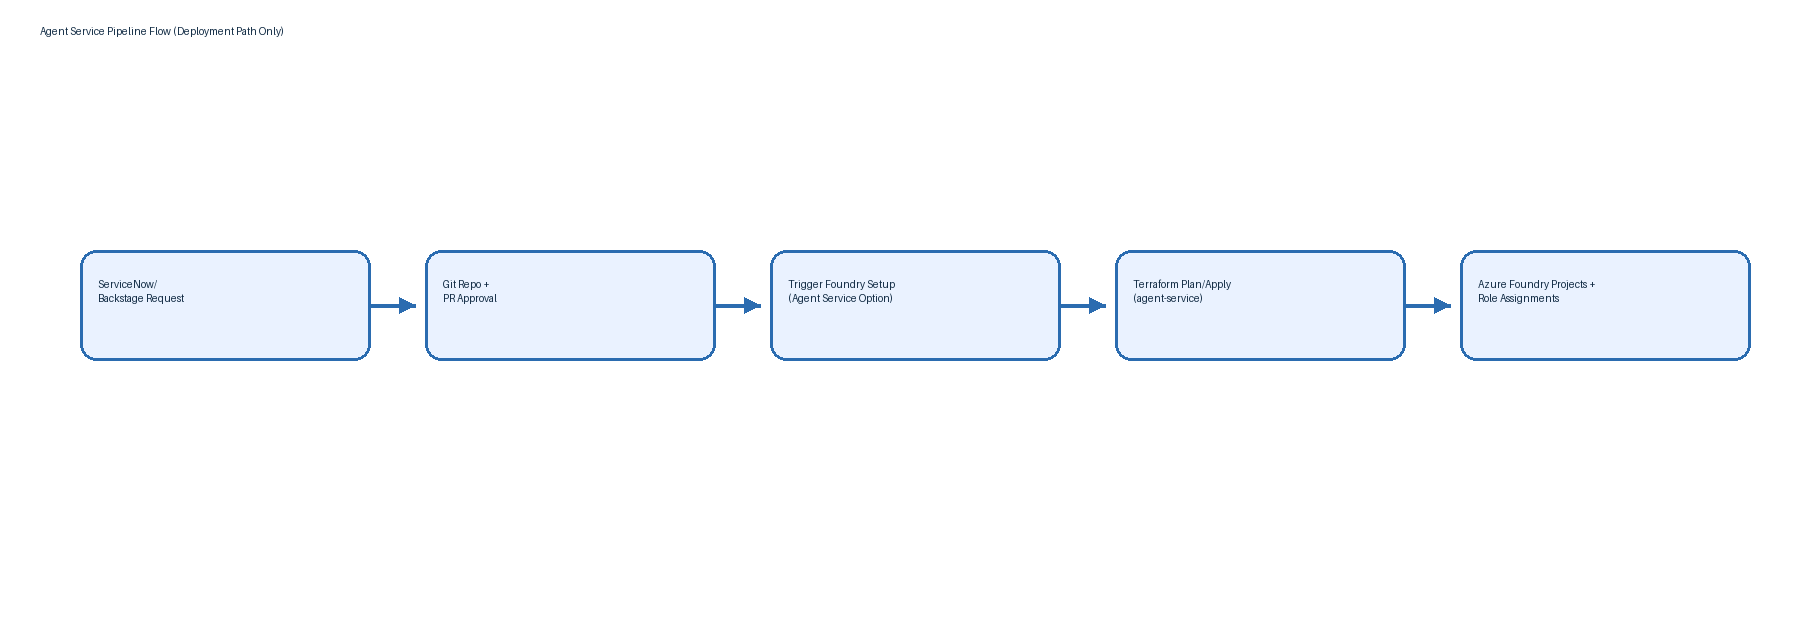 Agent Service Pipeline Flow (Deployment Path Only)
ServiceNow/
Backstage Request
Git Repo +
PR Approval
Trigger Foundry Setup
(Agent Service Option)
Terraform Plan/Apply
(agent-service)
Azure Foundry Projects +
Role Assignments